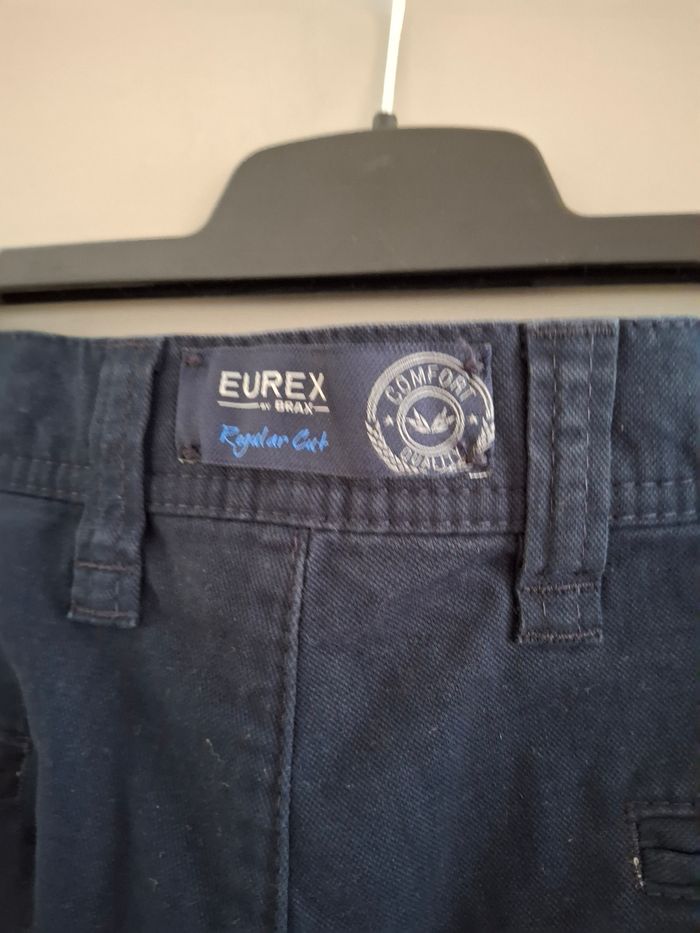 EUREX
BY BRAX
Regular Cut
COMFORT
QUALITY